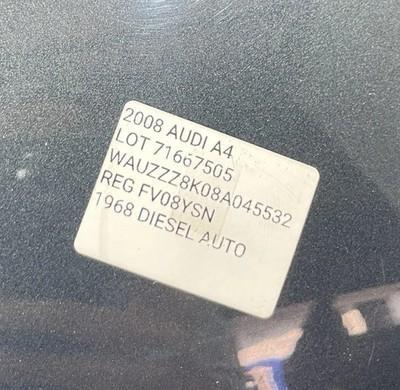 2008 AUDI A4
LOT 71667505
WAUZZZ8K08A045532
REG FV08YSN
1968 DIESEL AUTO